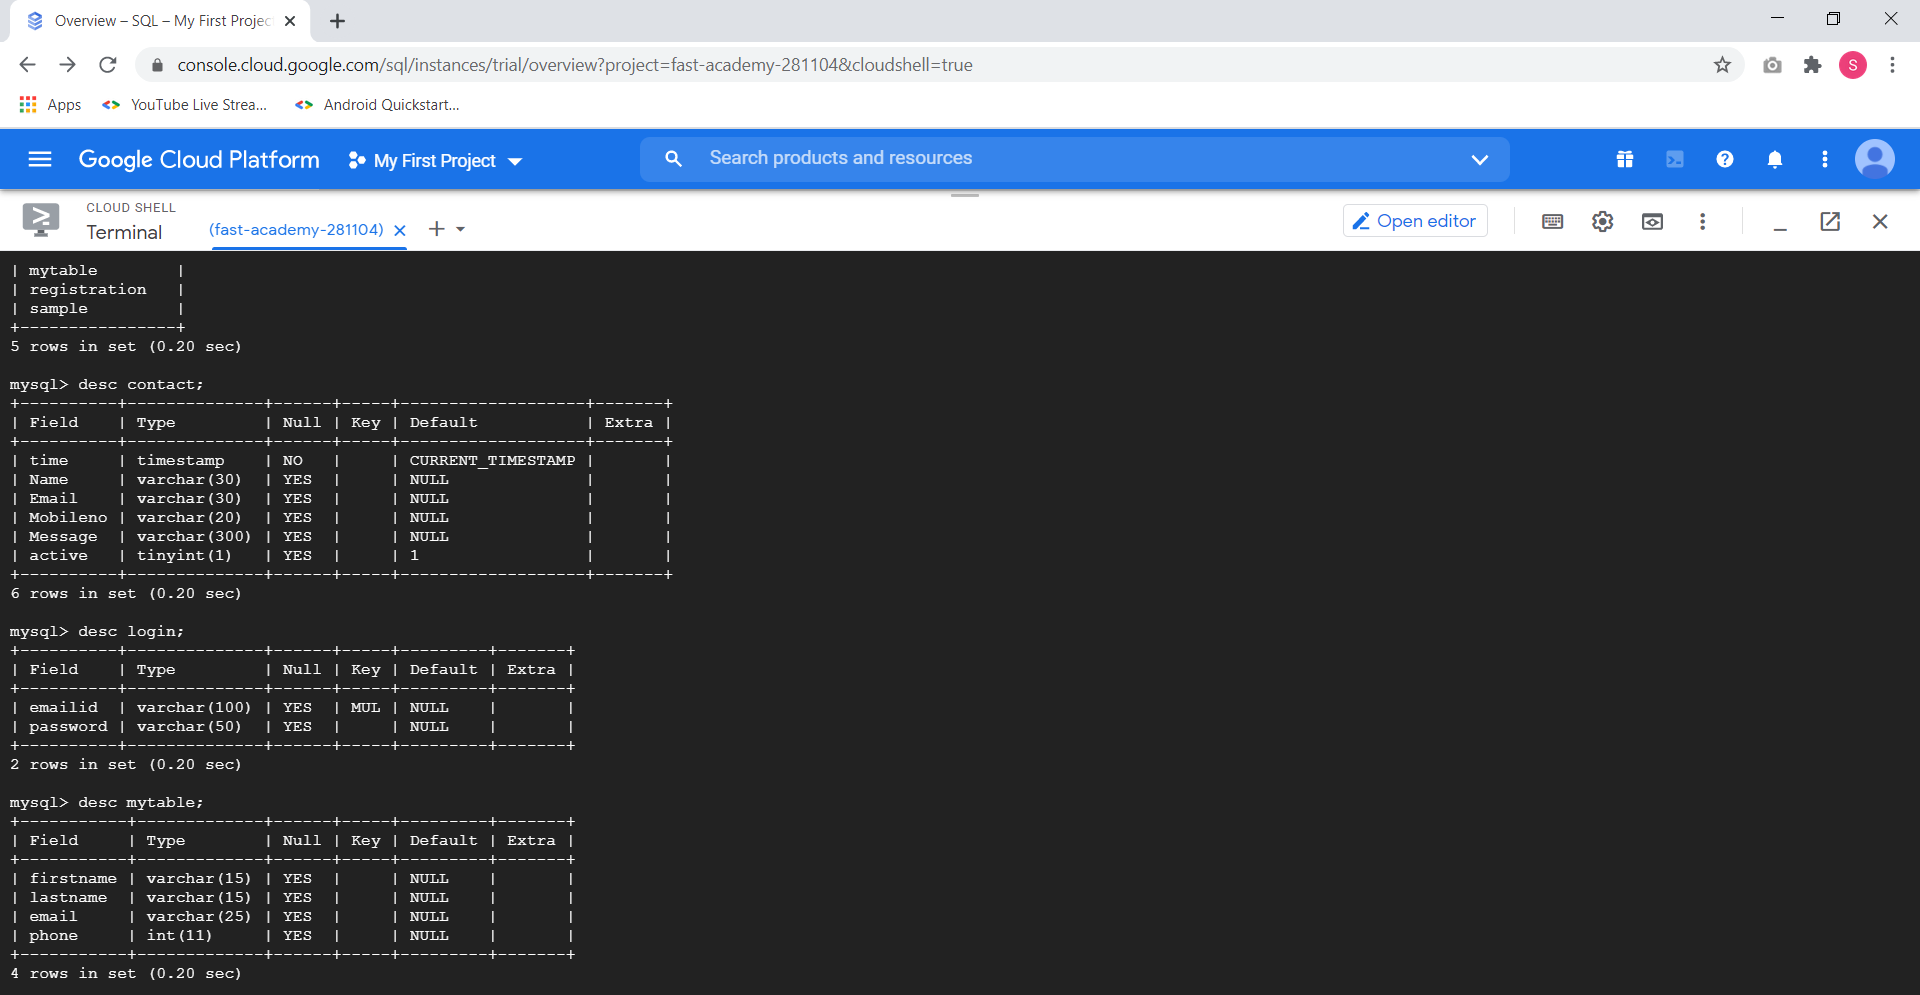 Overview – SQL – My First Projec
console.cloud.google.com/sql/instances/trial/overview?project=fast-academy-281104&cloudshell=true
S
Apps YouTube Live Strea... Android Quickstart...
Google Cloud Platform My First Project Search products and resources
CLOUD SHELL
Terminal (fast-academy-281104) Open editor
| mytable        |
| registration   |
| sample         |
+----------------+
5 rows in set (0.20 sec)
mysql> desc contact;
+----------+--------------+------+-----+-------------------+-------+
| Field    | Type         | Null | Key | Default           | Extra |
+----------+--------------+------+-----+-------------------+-------+
| time     | timestamp    | NO   |     | CURRENT_TIMESTAMP |       |
| Name     | varchar(30)  | YES  |     | NULL              |       |
| Email    | varchar(30)  | YES  |     | NULL              |       |
| Mobileno | varchar(20)  | YES  |     | NULL              |       |
| Message  | varchar(300) | YES  |     | NULL              |       |
| active   | tinyint(1)   | YES  |     | 1                 |       |
+----------+--------------+------+-----+-------------------+-------+
6 rows in set (0.20 sec)
mysql> desc login;
+----------+--------------+------+-----+---------+-------+
| Field    | Type         | Null | Key | Default | Extra |
+----------+--------------+------+-----+---------+-------+
| emailid  | varchar(100) | YES  | MUL | NULL    |       |
| password | varchar(50)  | YES  |     | NULL    |       |
+----------+--------------+------+-----+---------+-------+
2 rows in set (0.20 sec)
mysql> desc mytable;
+-----------+-------------+------+-----+---------+-------+
| Field     | Type        | Null | Key | Default | Extra |
+-----------+-------------+------+-----+---------+-------+
| firstname | varchar(15) | YES  |     | NULL    |       |
| lastname  | varchar(15) | YES  |     | NULL    |       |
| email     | varchar(25) | YES  |     | NULL    |       |
| phone     | int(11)     | YES  |     | NULL    |       |
+-----------+-------------+------+-----+---------+-------+
4 rows in set (0.20 sec)